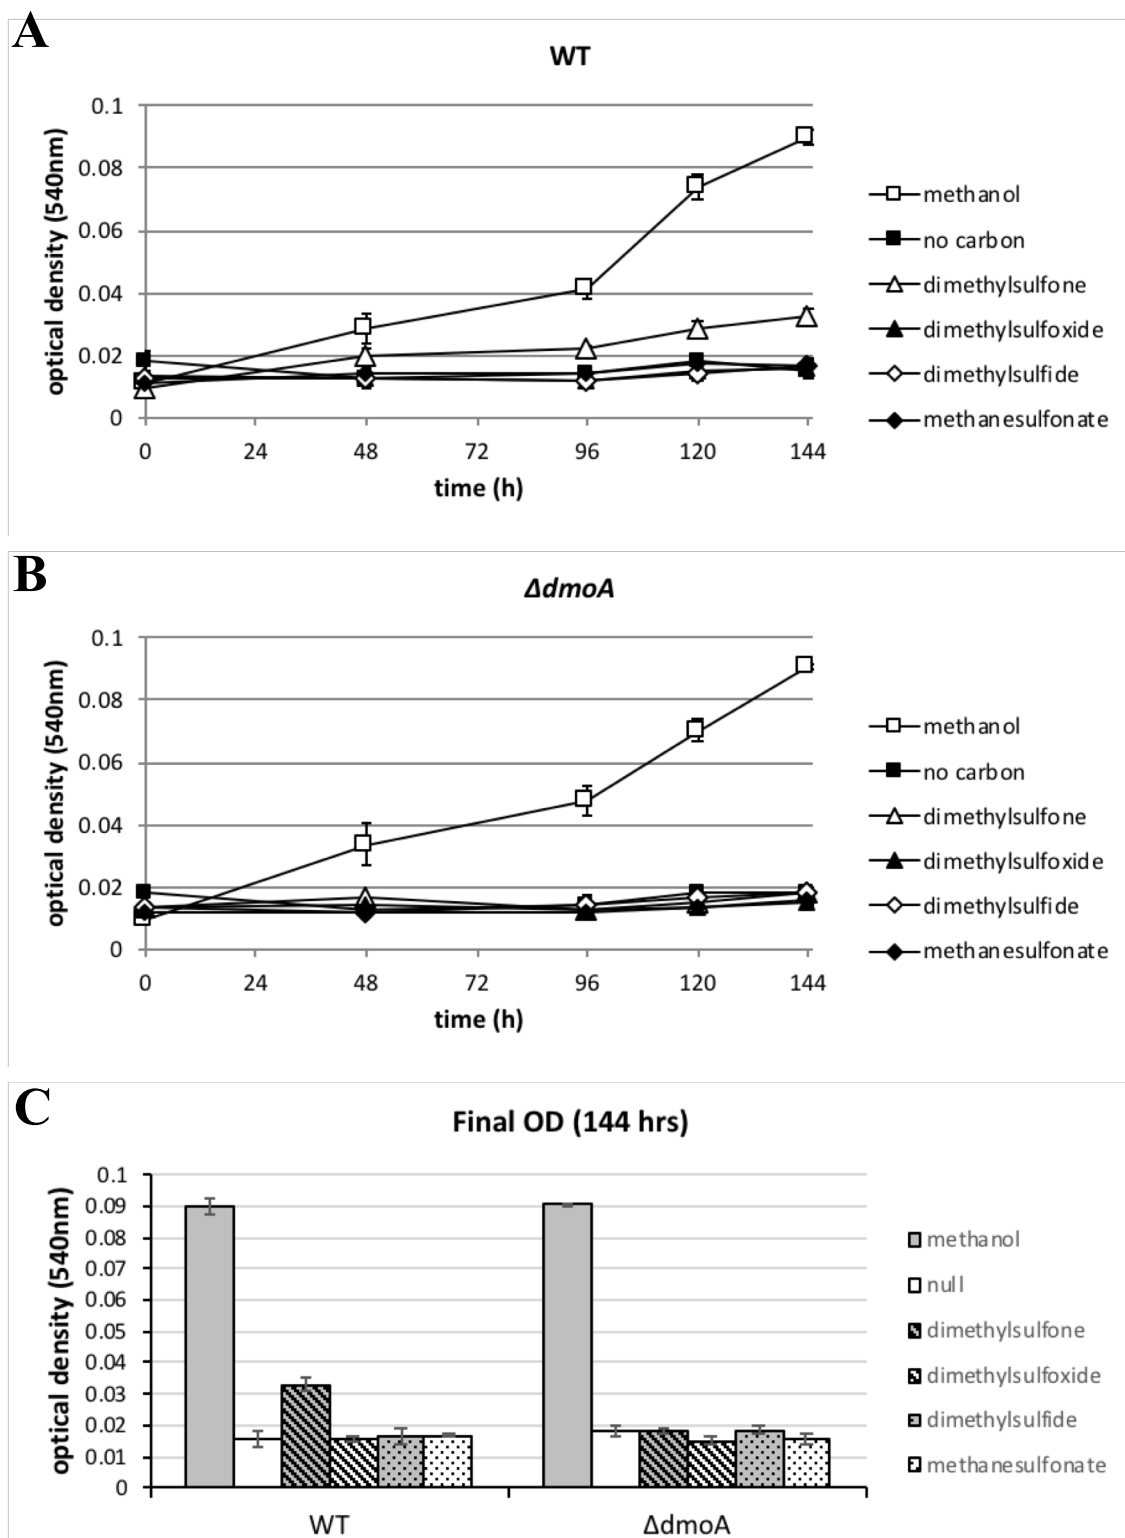 A
WT
optical density (540nm)
0.1
0.08
0.06
0.04
0.02
0
0 24 48 72 96 120 144
time (h)
methanol
no carbon
dimethylsulfone
dimethylsulfoxide
dimethylsulfide
methanesulfonate
B
ΔdmoA
optical density (540nm)
0.1
0.08
0.06
0.04
0.02
0
0 24 48 72 96 120 144
time (h)
methanol
no carbon
dimethylsulfone
dimethylsulfoxide
dimethylsulfide
methanesulfonate
C
Final OD (144 hrs)
optical density (540nm)
0.1
0.09
0.08
0.07
0.06
0.05
0.04
0.03
0.02
0.01
0
WT ΔdmoA
methanol
null
dimethylsulfone
dimethylsulfoxide
dimethylsulfide
methanesulfonate